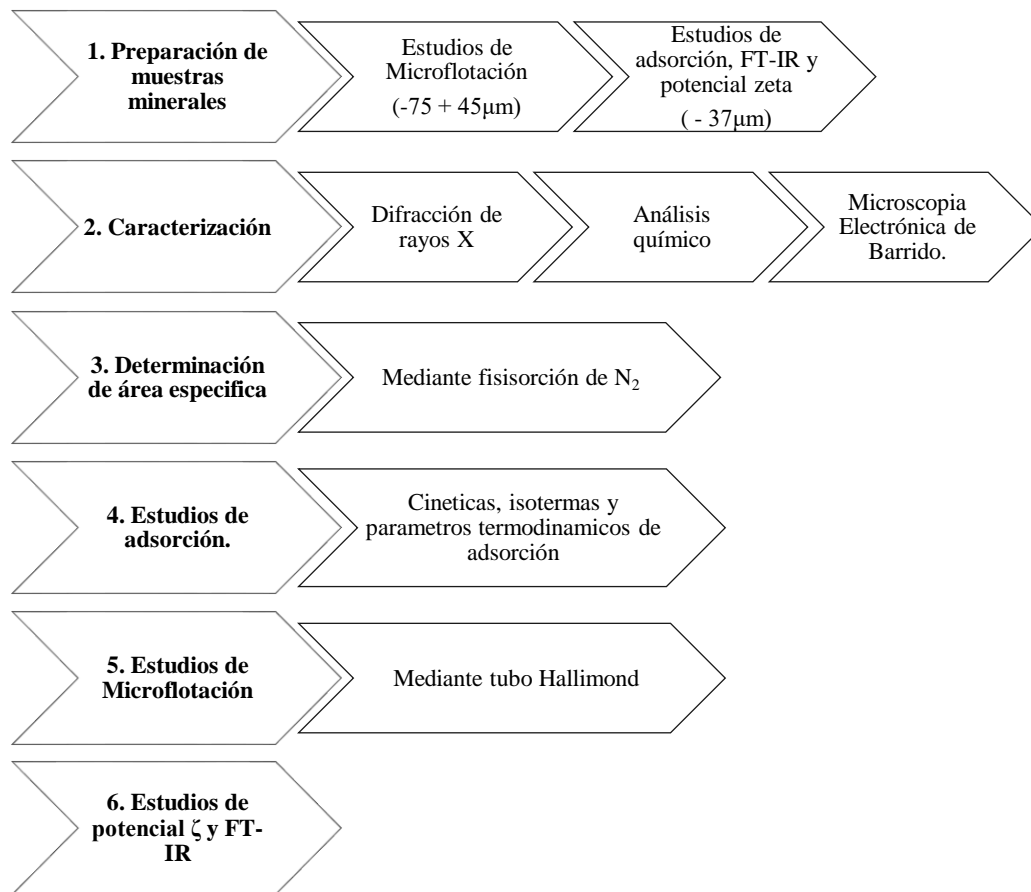 1. Preparación de
muestras
minerales
Estudios de
Microflotación
(-75 + 45μm)
Estudios de
adsorción, FT-IR y
potencial zeta
( - 37μm)
2. Caracterización
Difracción de
rayos X
Análisis
químico
Microscopia
Electrónica de
Barrido.
3. Determinación
de área especifica
Mediante fisisorción de N₂
4. Estudios de
adsorción.
Cineticas, isotermas y
parametros termodinamicos de
adsorción
5. Estudios de
Microflotación
Mediante tubo Hallimond
6. Estudios de
potencial ζ y FT-
IR